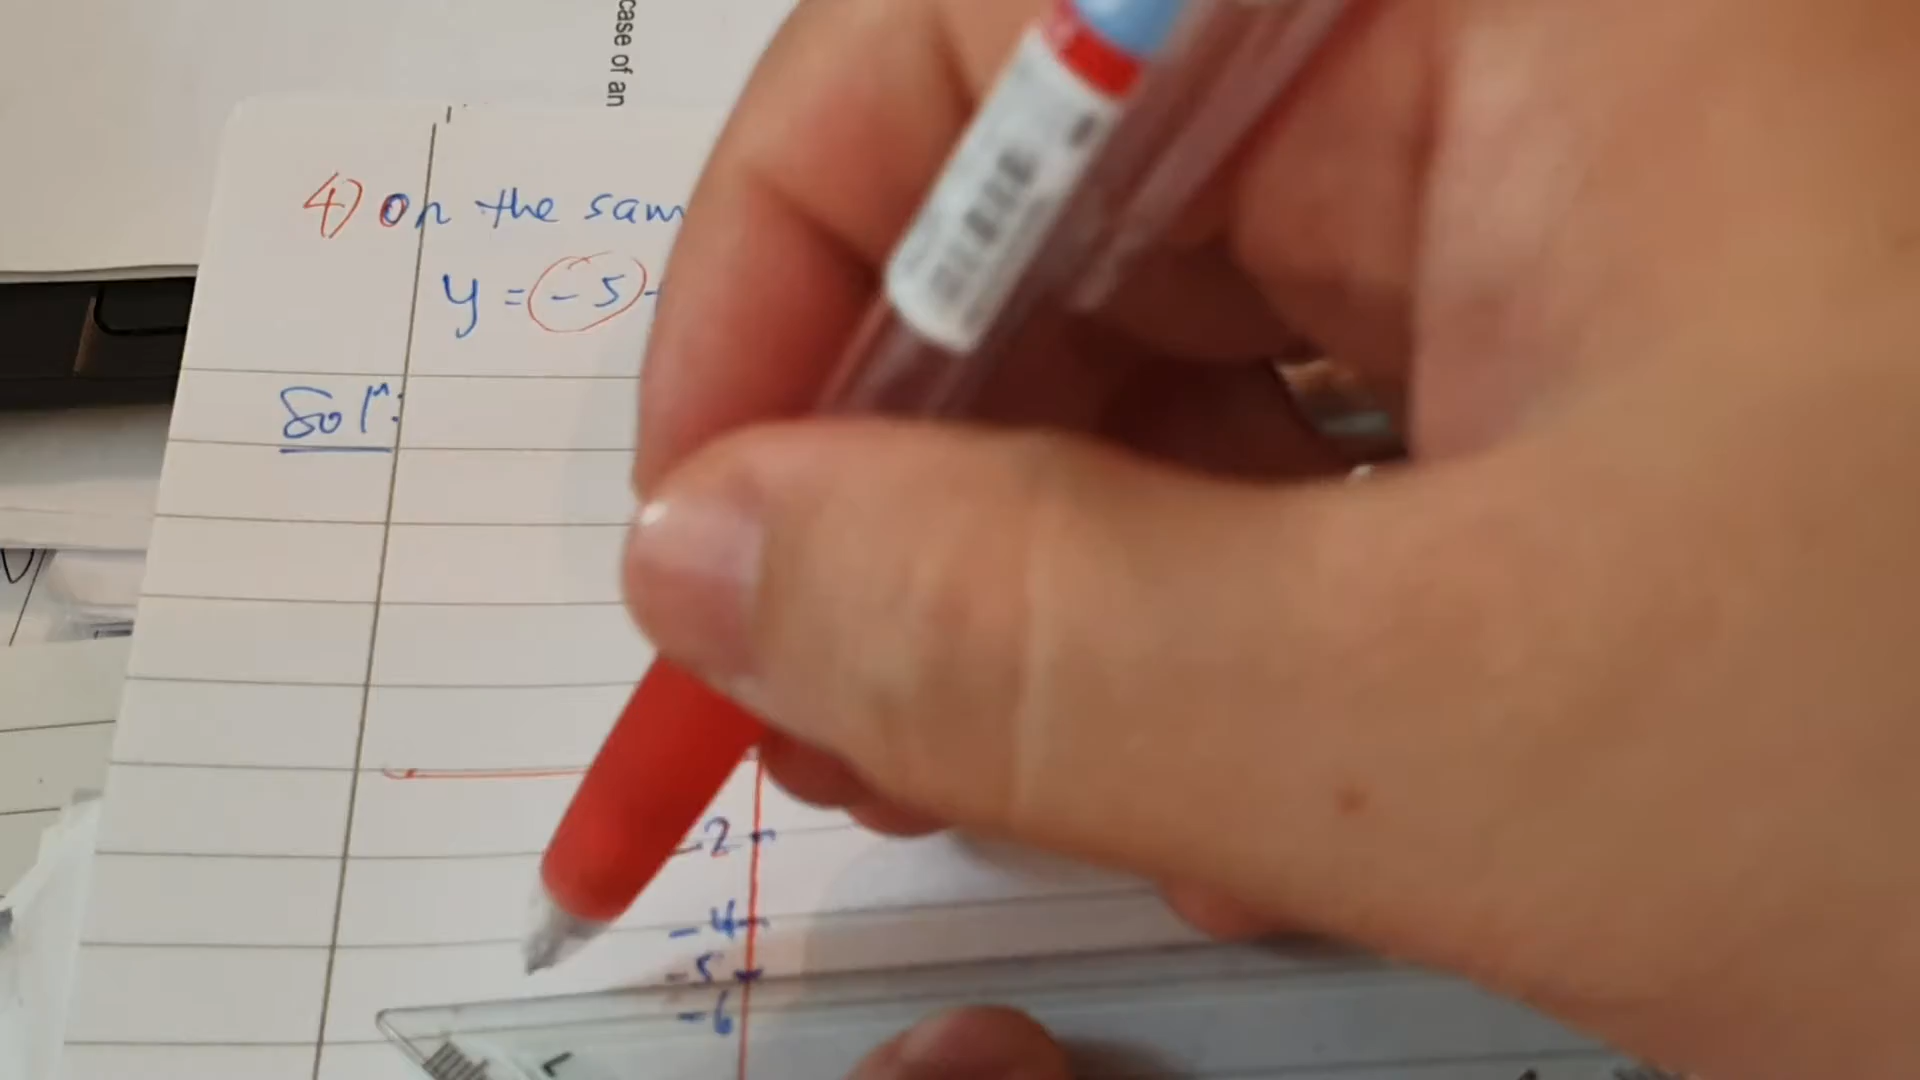 case of an
4) on the sam
y = -5 -
Sol^n:
-2
-4
-5
-6